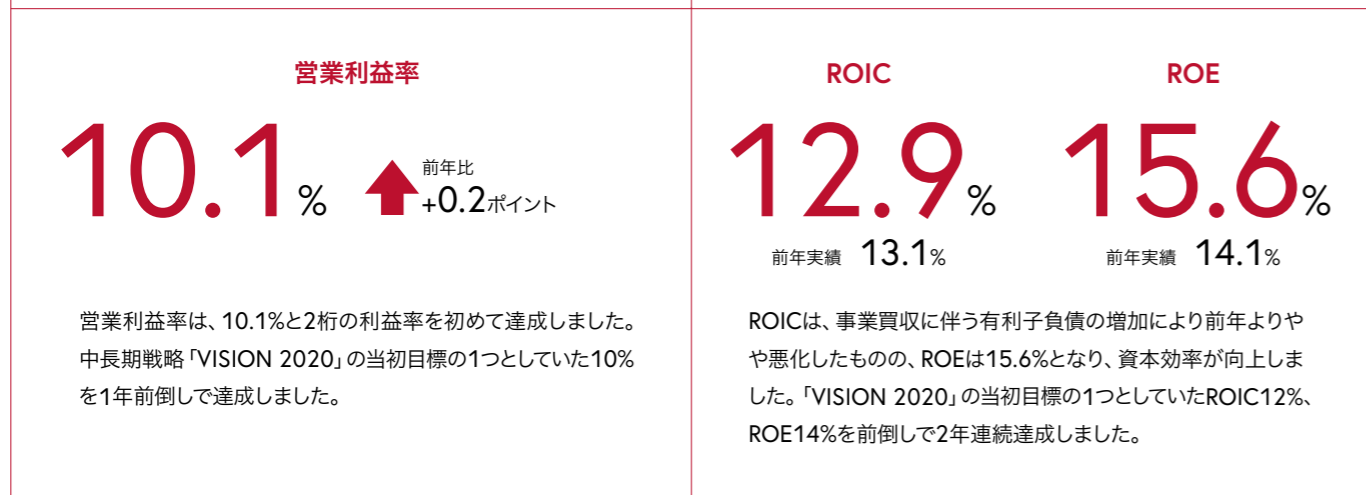 営業利益率
10.1%
前年比
+0.2ポイント
営業利益率は、10.1%と2桁の利益率を初めて達成しました。
中長期戦略「VISION 2020」の当初目標の1つとしていた10%
を1年前倒しで達成しました。
ROIC
12.9%
前年実績 13.1%
ROE
15.6%
前年実績 14.1%
ROICは、事業買収に伴う有利子負債の増加により前年よりや
や悪化したものの、ROEは15.6%となり、資本効率が向上しま
した。「VISION 2020」の当初目標の1つとしていたROIC12%、
ROE14%を前倒しで2年連続達成しました。